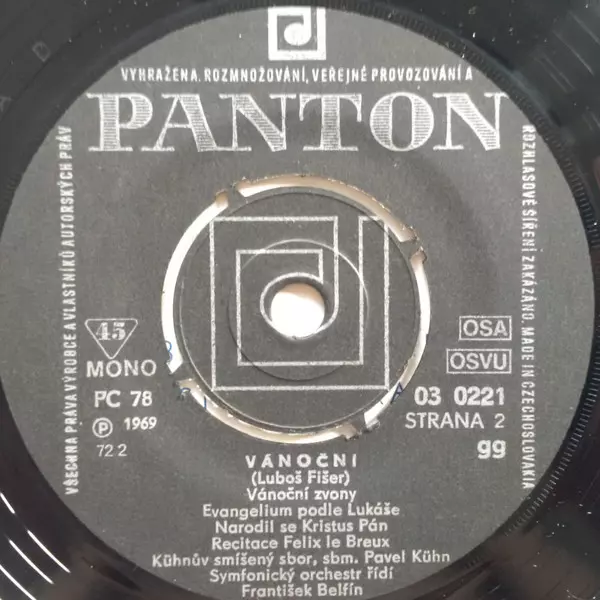 VYHRAŽENA. ROZMNOŽOVÁNÍ, VEŘEJNÉ PROVOZOVÁNÍ A
PANTON
VŠECHNA PRÁVA VÝROBCE A VLASTNÍKŮ AUTORSKÝCH PRÁV
ROZHLASOVÉ ŠÍŘENÍ ZAKÁZÁNO. MADE IN CZECHOSLOVAKIA
45
MONO
PC 78
Ⓟ 1969
72 2
OSA
OSVU
03 0221
STRANA 2
gg
VÁNOČNÍ
(Luboš Fišer)
Vánoční zvony
Evangelium podle Lukáše
Narodil se Kristus Pán
Recitace Felix le Breux
Kühnův smíšený sbor, sbm. Pavel Kühn
Symfonický orchestr řídí
František Belfín